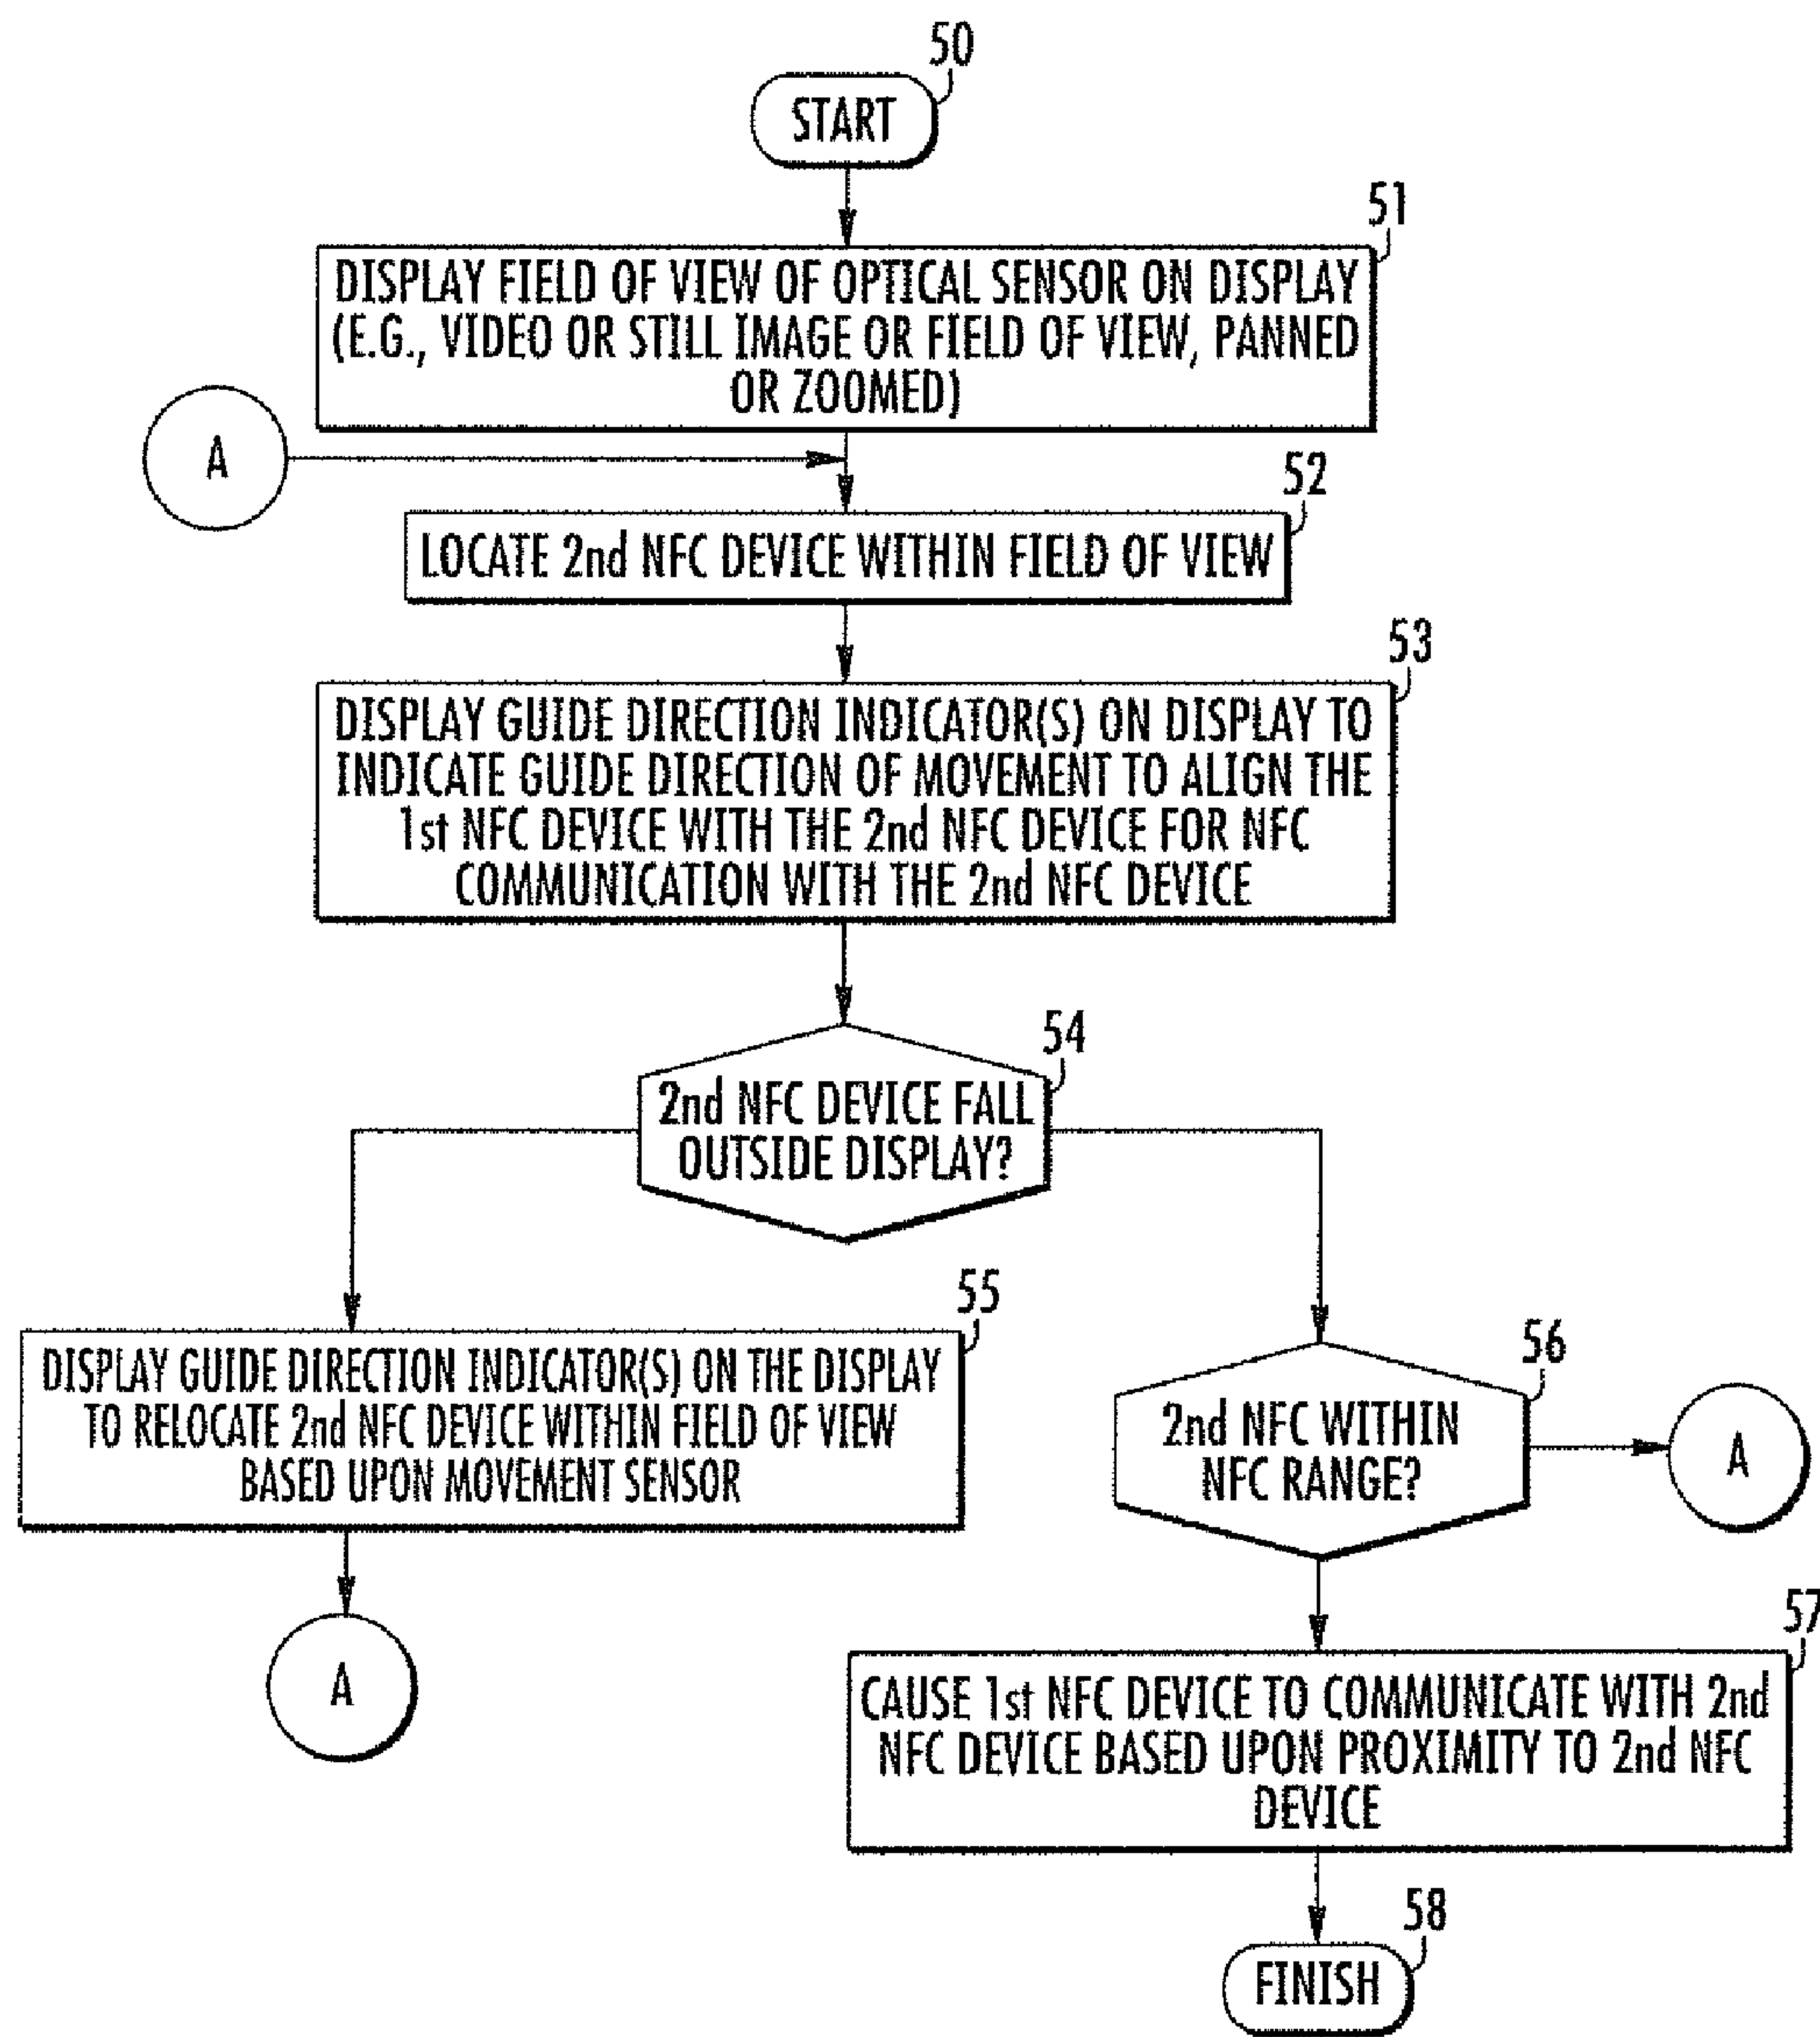 50
START
51
DISPLAY FIELD OF VIEW OF OPTICAL SENSOR ON DISPLAY
(E.G., VIDEO OR STILL IMAGE OR FIELD OF VIEW, PANNED
OR ZOOMED)
A
52
LOCATE 2nd NFC DEVICE WITHIN FIELD OF VIEW
53
DISPLAY GUIDE DIRECTION INDICATOR(S) ON DISPLAY TO
INDICATE GUIDE DIRECTION OF MOVEMENT TO ALIGN THE
1st NFC DEVICE WITH THE 2nd NFC DEVICE FOR NFC
COMMUNICATION WITH THE 2nd NFC DEVICE
54
2nd NFC DEVICE FALL
OUTSIDE DISPLAY?
55
DISPLAY GUIDE DIRECTION INDICATOR(S) ON THE DISPLAY
TO RELOCATE 2nd NFC DEVICE WITHIN FIELD OF VIEW
BASED UPON MOVEMENT SENSOR
A
56
2nd NFC WITHIN
NFC RANGE?
A
57
CAUSE 1st NFC DEVICE TO COMMUNICATE WITH 2nd
NFC DEVICE BASED UPON PROXIMITY TO 2nd NFC
DEVICE
58
FINISH